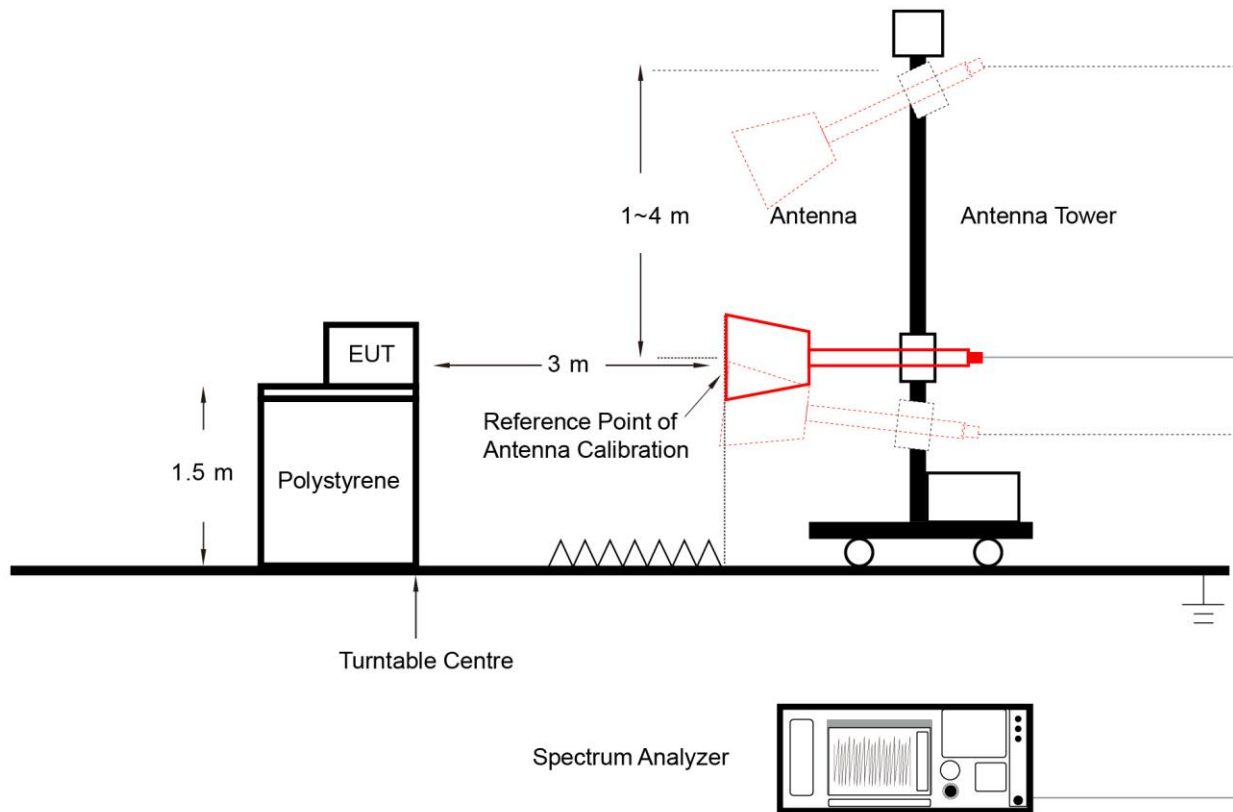 1~4 m
Antenna
Antenna Tower
EUT
3 m
Reference Point of
Antenna Calibration
1.5 m
Polystyrene
Turntable Centre
Spectrum Analyzer